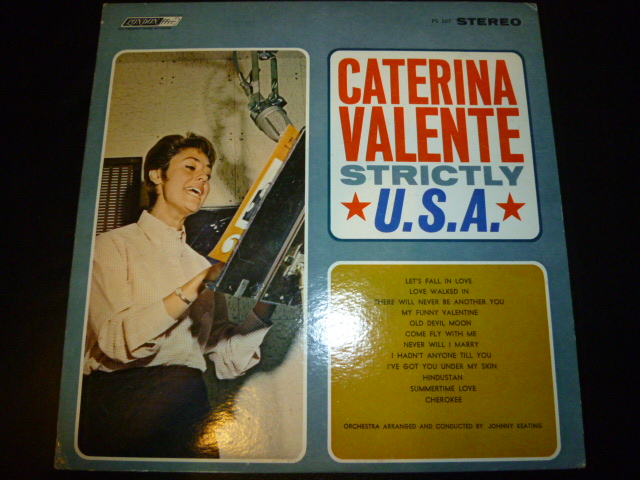 LONDON ffrr
STEREO
CATERINA
VALENTE
STRICTLY
U.S.A.
LET'S FALL IN LOVE
LOVE WALKED IN
THERE WILL NEVER BE ANOTHER YOU
MY FUNNY VALENTINE
OLD DEVIL MOON
COME FLY WITH ME
NEVER WILL I MARRY
I HADN'T ANYONE TILL YOU
I'VE GOT YOU UNDER MY SKIN
HINDUSTAN
SUMMERTIME LOVE
CHEROKEE
ORCHESTRA ARRANGED AND CONDUCTED BY: JOHNNY KEATING